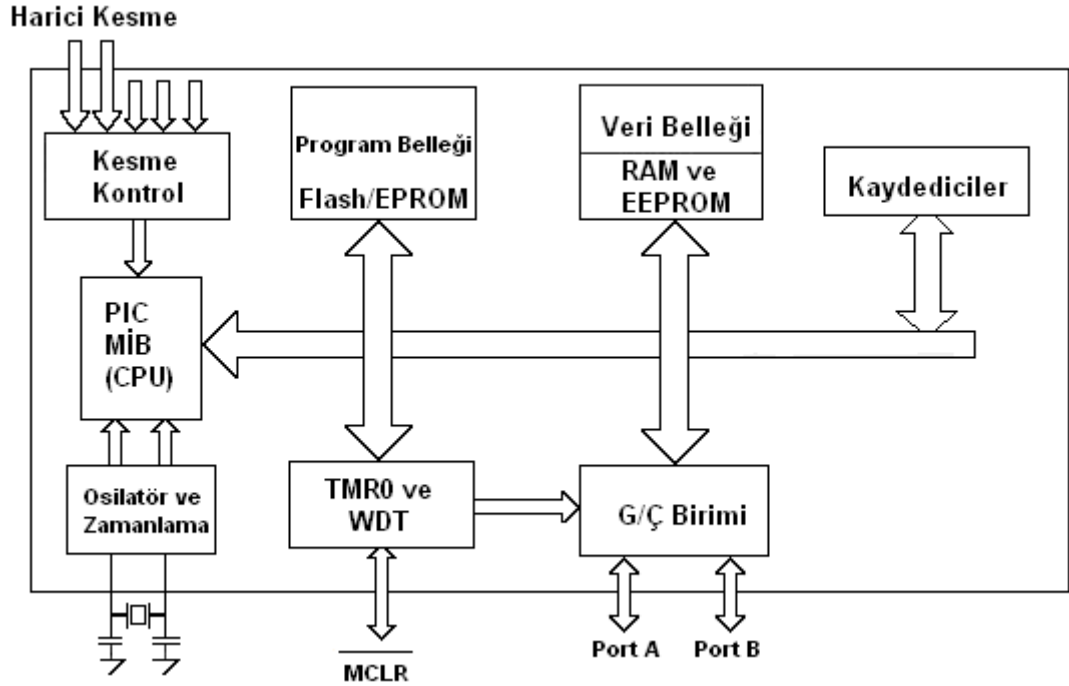 Harici Kesme
Kesme
Kontrol
Program Belleği
Flash/EPROM
Veri Belleği
RAM ve
EEPROM
Kaydediciler
PIC
MİB
(CPU)
Osilatör ve
Zamanlama
TMR0 ve
WDT
G/Ç Birimi
MCLR
Port A
Port B